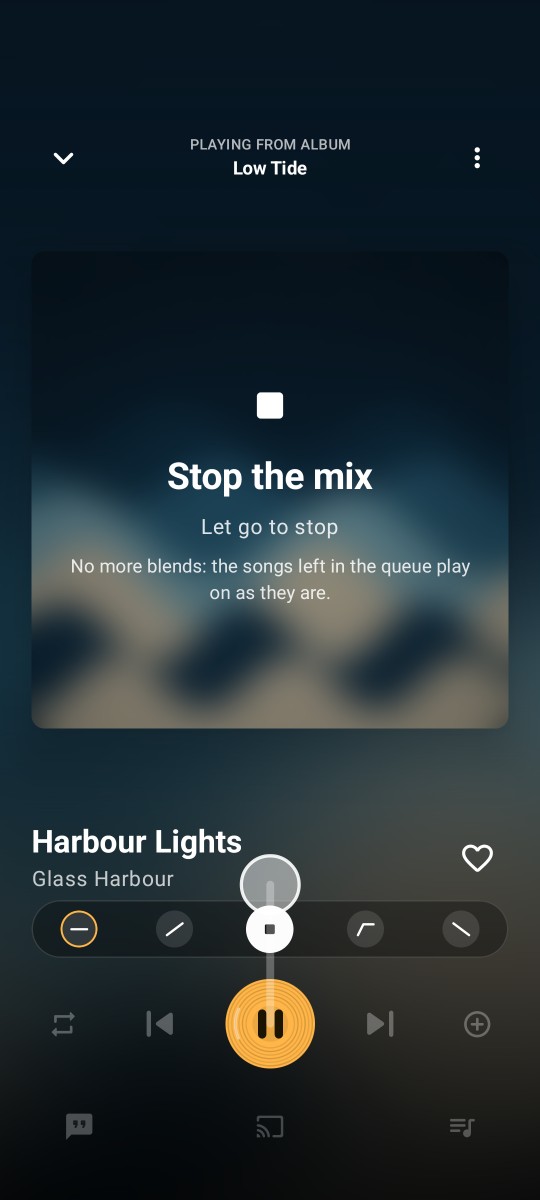 PLAYING FROM ALBUM
Low Tide
Stop the mix
Let go to stop
No more blends: the songs left in the queue play
on as they are.
Harbour Lights
Glass Harbour